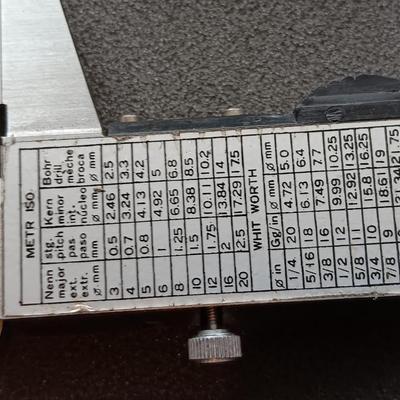 METR ISO
Nenn stg. Kern Bohr
major pitch minor drill
ext. pas int. mèche
extr. paso núcleo broca
ø mm mm ø mm ø mm
3 0.5 2.46 2.5
4 0.7 3.24 3.3
5 0.8 4.13 4.2
6 1 4.92 5
8 1.25 6.65 6.8
10 1.5 8.38 8.5
12 1.75 10.11 10.2
16 2 13.84 14
20 2.5 17.29 17.5
WHIT WORTH
ø in Gg/in ø mm ø mm
1/4 20 4.72 5.0
5/16 18 6.13 6.4
3/8 16 7.49 7.7
1/2 12 9.99 10.25
5/8 11 12.92 13.25
3/4 10 15.8 16.25
7/8 9 18.61 19
21.34 21.75